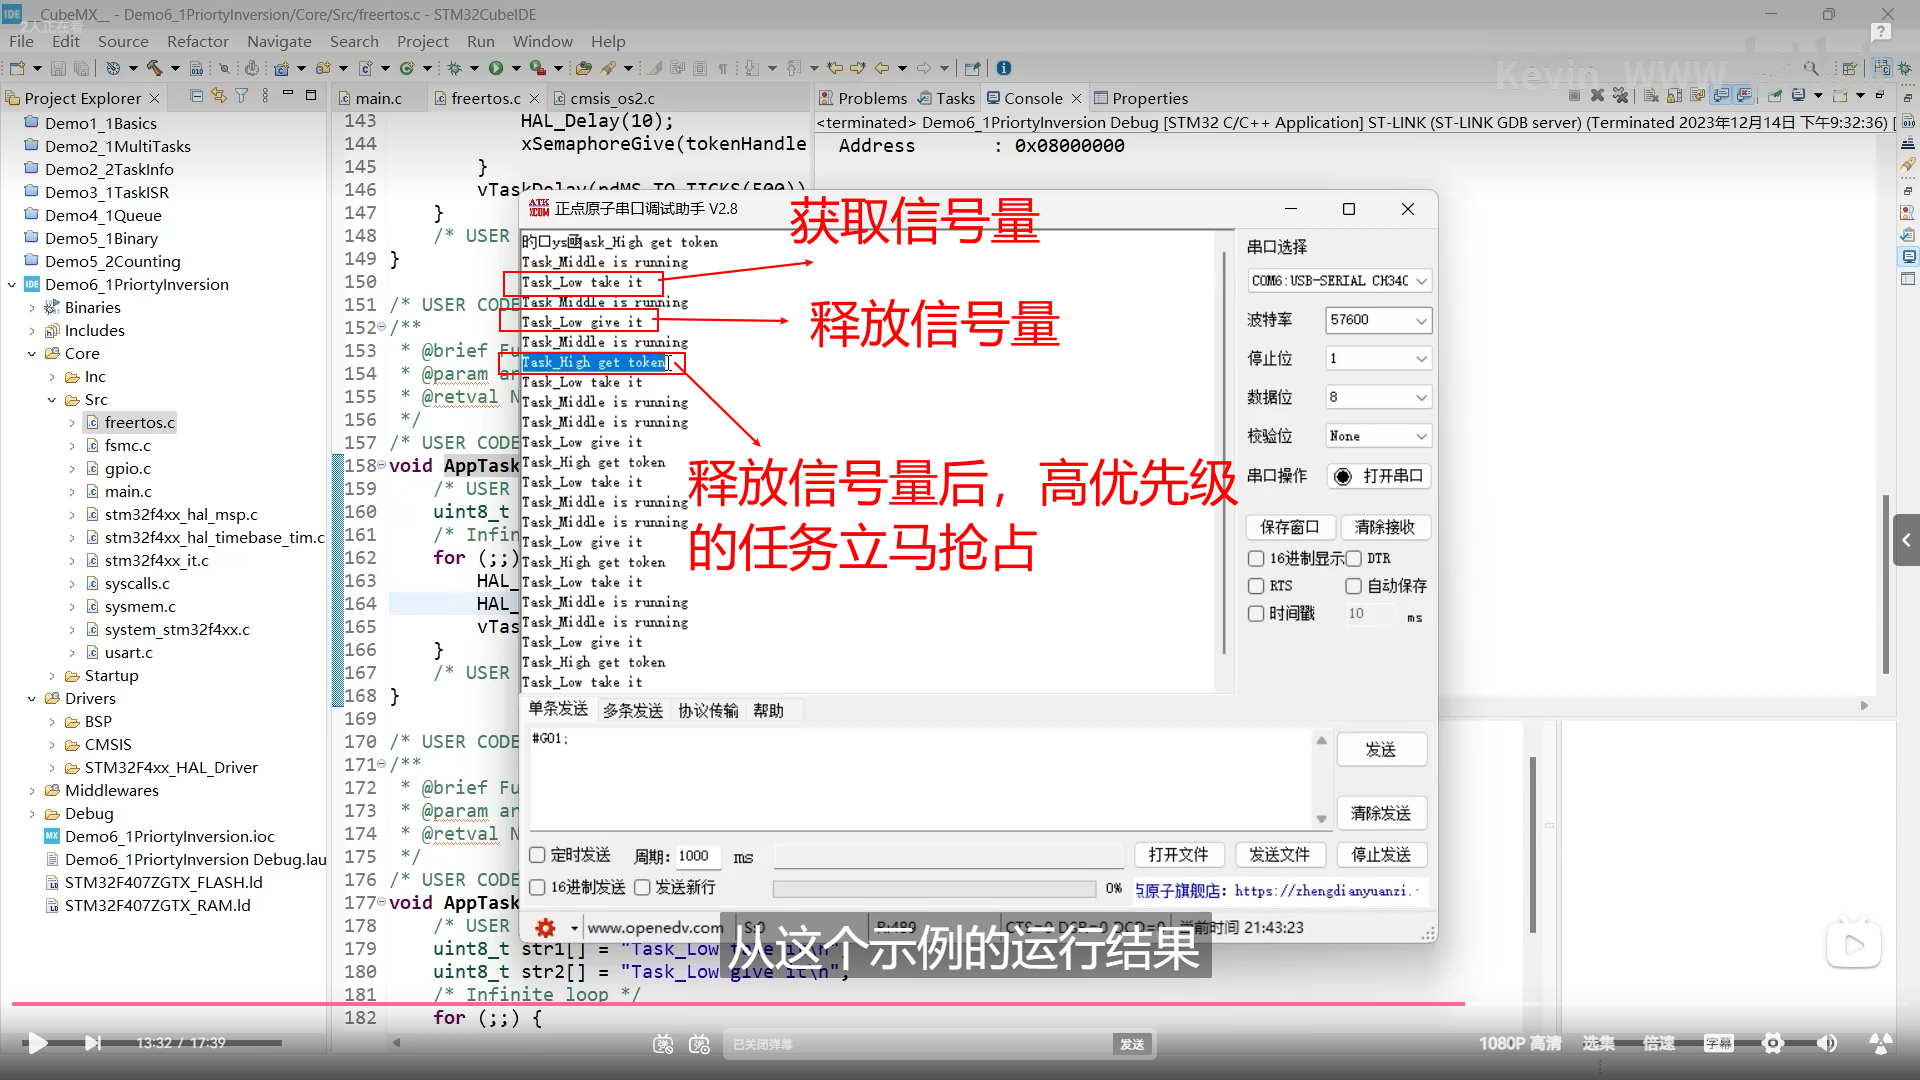 __CubeMX__ - Demo6_1PriortyInversion/Core/Src/freertos.c - STM32CubeIDE
2人正在看
File Edit Source Refactor Navigate Search Project Run Window Help
Kevin_WWW
Project Explorer
Demo1_1Basics
Demo2_1MultiTasks
Demo2_2TaskInfo
Demo3_1TaskISR
Demo4_1Queue
Demo5_1Binary
Demo5_2Counting
Demo6_1PriortyInversion
Binaries
Includes
Core
Inc
Src
freertos.c
fsmc.c
gpio.c
main.c
stm32f4xx_hal_msp.c
stm32f4xx_hal_timebase_tim.c
stm32f4xx_it.c
syscalls.c
sysmem.c
system_stm32f4xx.c
usart.c
Startup
Drivers
BSP
CMSIS
STM32F4xx_HAL_Driver
Middlewares
Debug
Demo6_1PriortyInversion.ioc
Demo6_1PriortyInversion Debug.lau
STM32F407ZGTX_FLASH.ld
STM32F407ZGTX_RAM.ld
main.c freertos.c cmsis_os2.c
143 HAL_Delay(10);
144 xSemaphoreGive(tokenHandle
145 }
146 vTaskDelay(pdMS_TO_TICKS(500))
147 }
148 /* USER
149 }
150
151 /* USER CODE
152 /**
153 * @brief Fu
154 * @param ar
155 * @retval N
156 */
157 /* USER CODE
158 void AppTask
159 /* USER
160 uint8_t
161 /* Infin
162 for (;;)
163 HAL_
164 HAL_
165 vTas
166 }
167 /* USER
168 }
169
170 /* USER CODE
171 /**
172 * @brief Fu
173 * @param ar
174 * @retval N
175 */
176 /* USER CODE
177 void AppTask
178 /* USER
179 uint8_t str1[] = "Task_Low take it\n"
180 uint8_t str2[] = "Task_Low give it\n";
181 /* Infinite loop */
182 for (;;) {
Problems Tasks Console Properties
<terminated> Demo6_1PriortyInversion Debug [STM32 C/C++ Application] ST-LINK (ST-LINK GDB server) (Terminated 2023年12月14日 下午9:32:36) [
Address : 0x08000000
ATK XCOM 正点原子串口调试助手 V2.8
ask_High get token
Task_Middle is running
Task_Low take it
Task_Middle is running
Task_Low give it
Task_Middle is running
Task_High get token
Task_Low take it
Task_Middle is running
Task_Middle is running
Task_Low give it
Task_High get token
Task_Low take it
Task_Middle is running
Task_Middle is running
Task_Low give it
Task_High get token
Task_Low take it
Task_Middle is running
Task_Middle is running
Task_Low give it
Task_High get token
Task_Low take it
获取信号量
释放信号量
释放信号量后，高优先级
的任务立马抢占
串口选择
COM6:USB-SERIAL CH340
波特率 57600
停止位 1
数据位 8
校验位 None
串口操作 打开串口
保存窗口 清除接收
16进制显示 DTR
RTS 自动保存
时间戳 10 ms
单条发送 多条发送 协议传输 帮助
#G01;
发送
清除发送
定时发送 周期: 1000 ms 打开文件 发送文件 停止发送
16进制发送 发送新行 0% 点原子旗舰店: https://zhengdianyuanzi.
www.openedv.com S:0 R:489 CTS=0 DSR=0 DCD=0 当前时间 21:43:23
从这个示例的运行结果
13:32 / 17:39 已关闭弹幕 发送 1080P 高清 选集 倍速 字幕